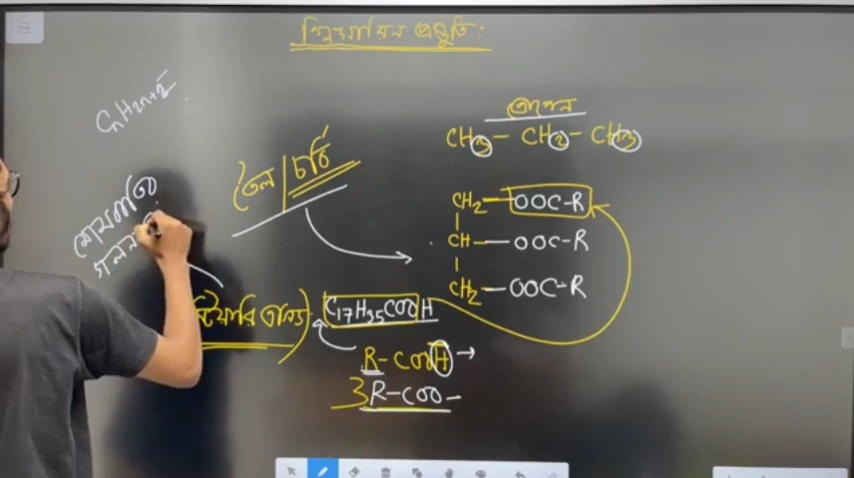 গ্লিসারিন প্রস্তুতি:
CnH2n+2
প্রোপেন
CH3 — CH2 — CH3
তেল | চর্বি
CH2 — OOC-R
CH — OOC-R
CH2 — OOC-R
মোমবাতি
গলন
C17H35COOH
R-COOH →
3R-COO-